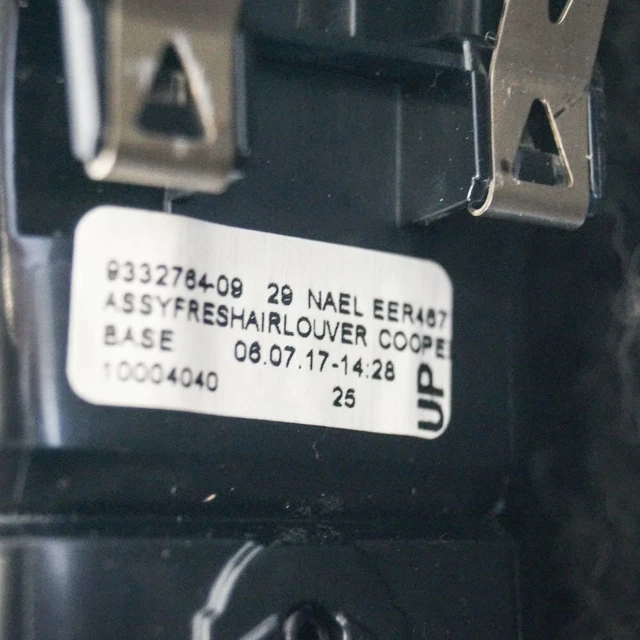 9332764-09 29 NAEL EER467
ASSYFRESHAIRLOUVER COOPE
BASE 06.07.17-14:28
10004040 25
UP